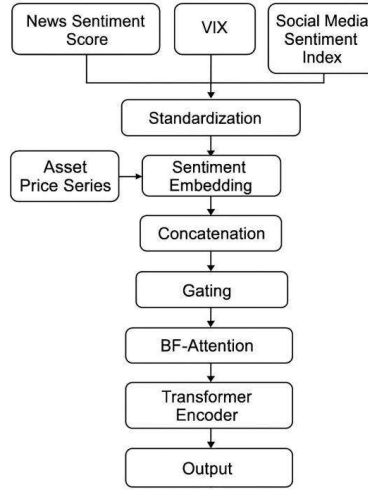 News Sentiment
Score
VIX
Social Media
Sentiment
Index
Standardization
Asset
Price Series
Sentiment
Embedding
Concatenation
Gating
BF-Attention
Transformer
Encoder
Output